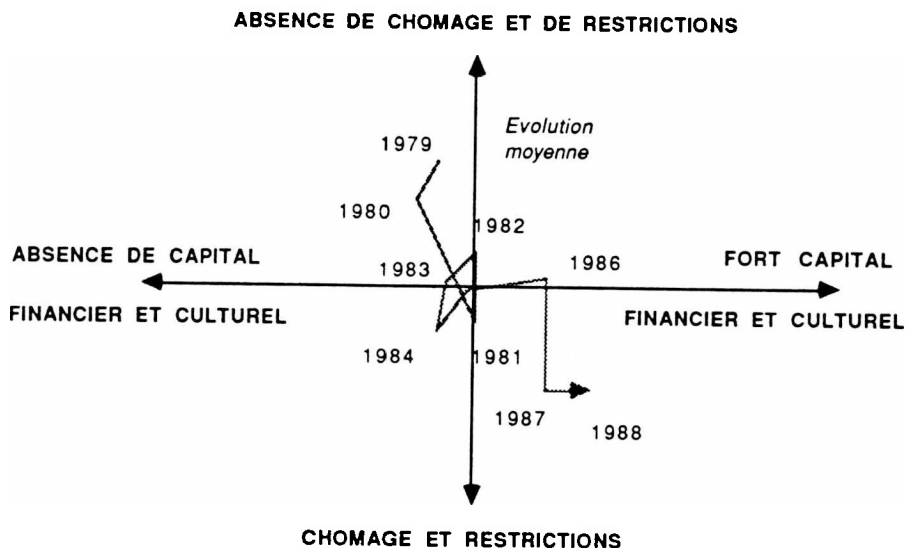 ABSENCE DE CHOMAGE ET DE RESTRICTIONS
Evolution
moyenne
1979
1980
1982
ABSENCE DE CAPITAL
1983
1986
FORT CAPITAL
FINANCIER ET CULTUREL
FINANCIER ET CULTUREL
1984
1981
1987
1988
CHOMAGE ET RESTRICTIONS